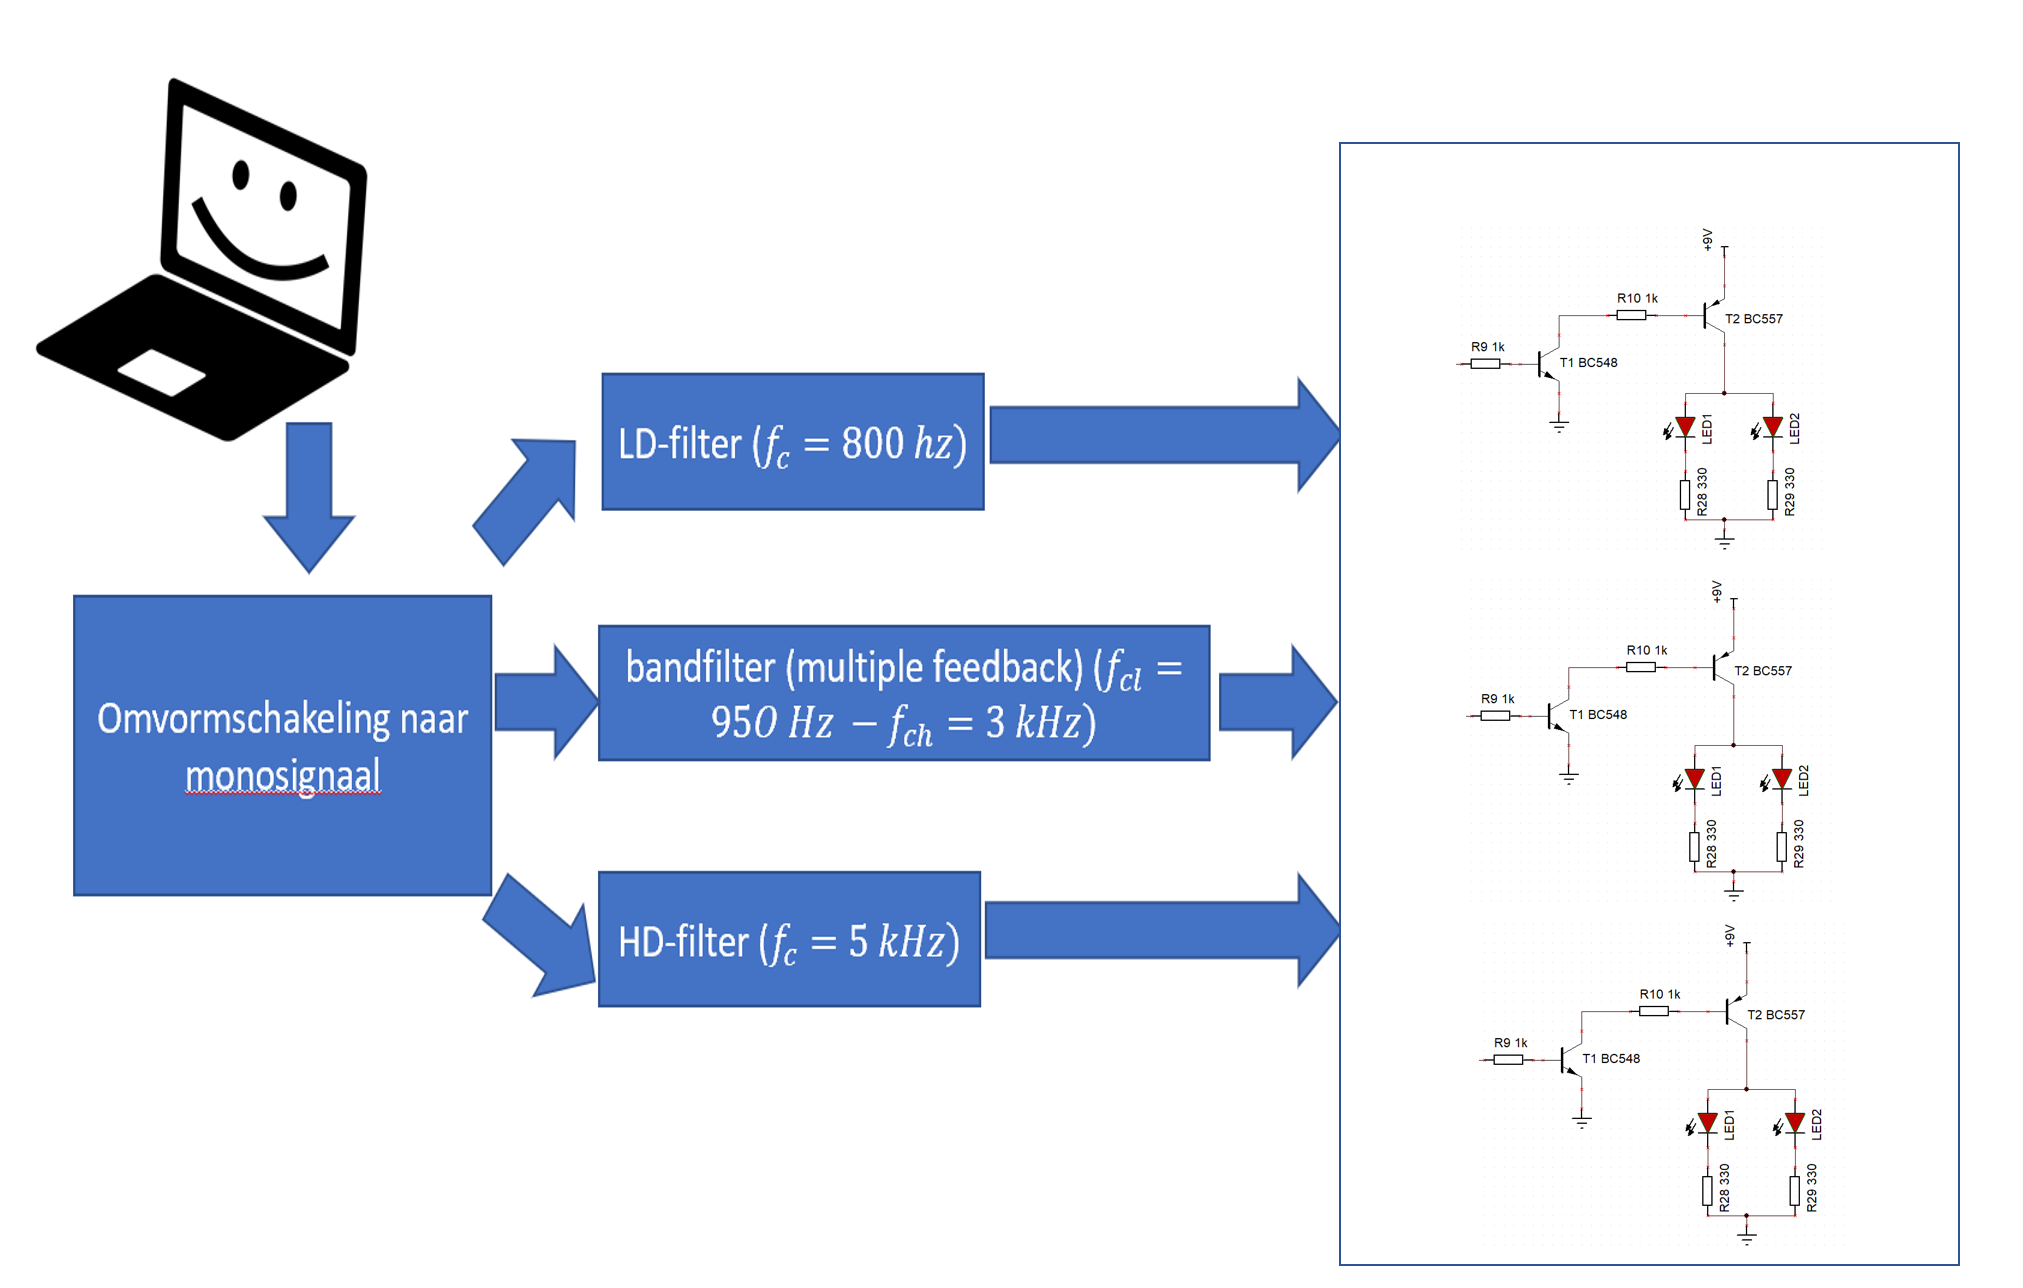 Omvormschakeling naar
monosignaal
LD-filter (f_c = 800 hz)
bandfilter (multiple feedback) (f_cl =
950 Hz − f_ch = 3 kHz)
HD-filter (f_c = 5 kHz)
+9V
R10 1k
T2 BC557
R9 1k
T1 BC548
LED1
LED2
R28 330
R29 330
+9V
R10 1k
T2 BC557
R9 1k
T1 BC548
LED1
LED2
R28 330
R29 330
+9V
R10 1k
T2 BC557
R9 1k
T1 BC548
LED1
LED2
R28 330
R29 330